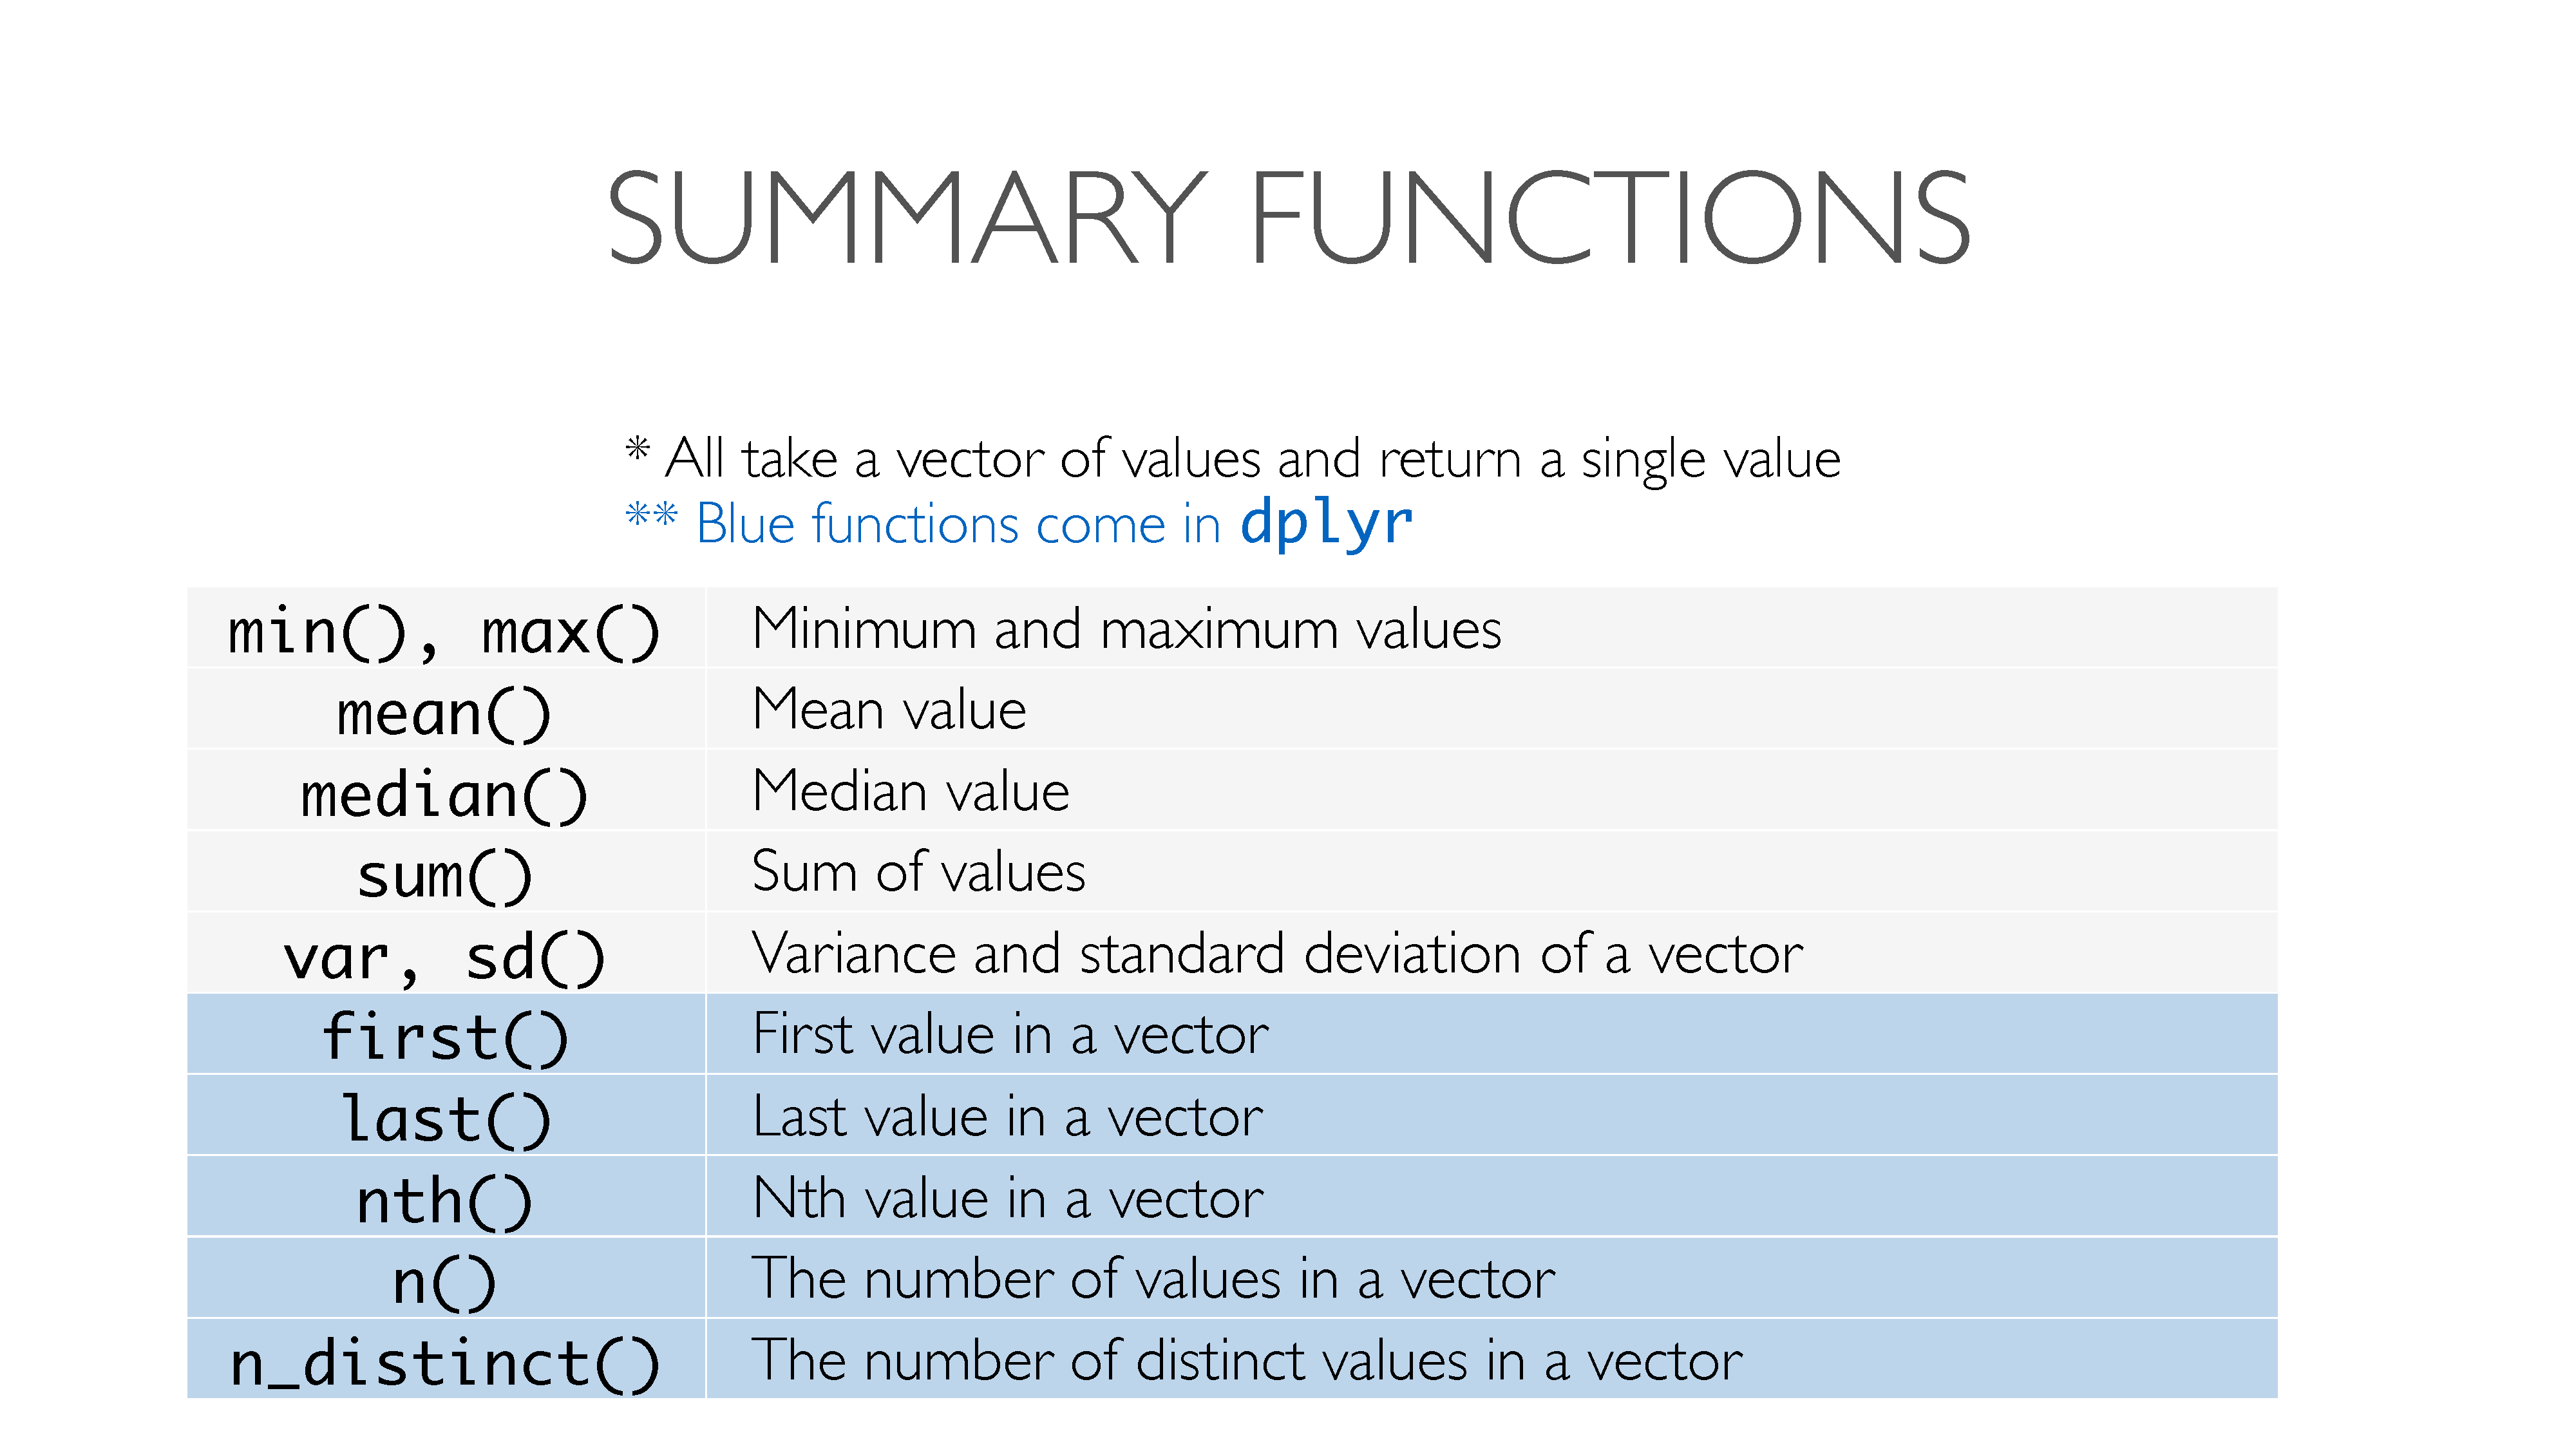 SUMMARY FUNCTIONS
* All take a vector of values and return a single value
** Blue functions come in dplyr
min(), max() Minimum and maximum values
mean() Mean value
median() Median value
sum() Sum of values
var, sd() Variance and standard deviation of a vector
first() First value in a vector
last() Last value in a vector
nth() Nth value in a vector
n() The number of values in a vector
n_distinct() The number of distinct values in a vector